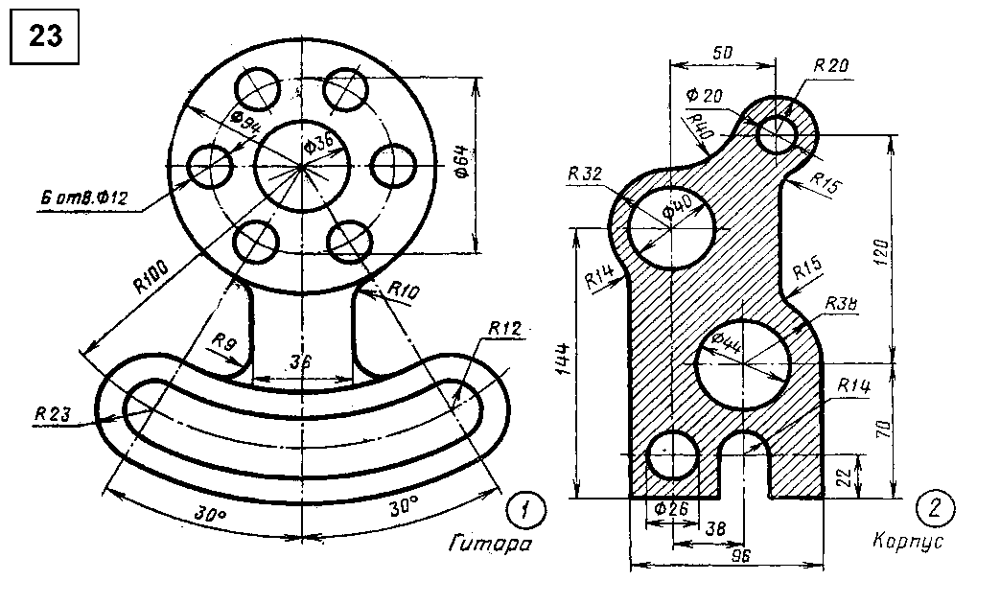 23
Ф94
Ф36
Ф64
6 отв.Ф12
R100
R10
R9
36
R12
R23
30°
30°
1
Гитара
50
R20
Ф20
R40
R32
Ф40
R15
R14
120
R15
R38
Ф44
144
R14
70
22
Ф26
38
96
2
Корпус